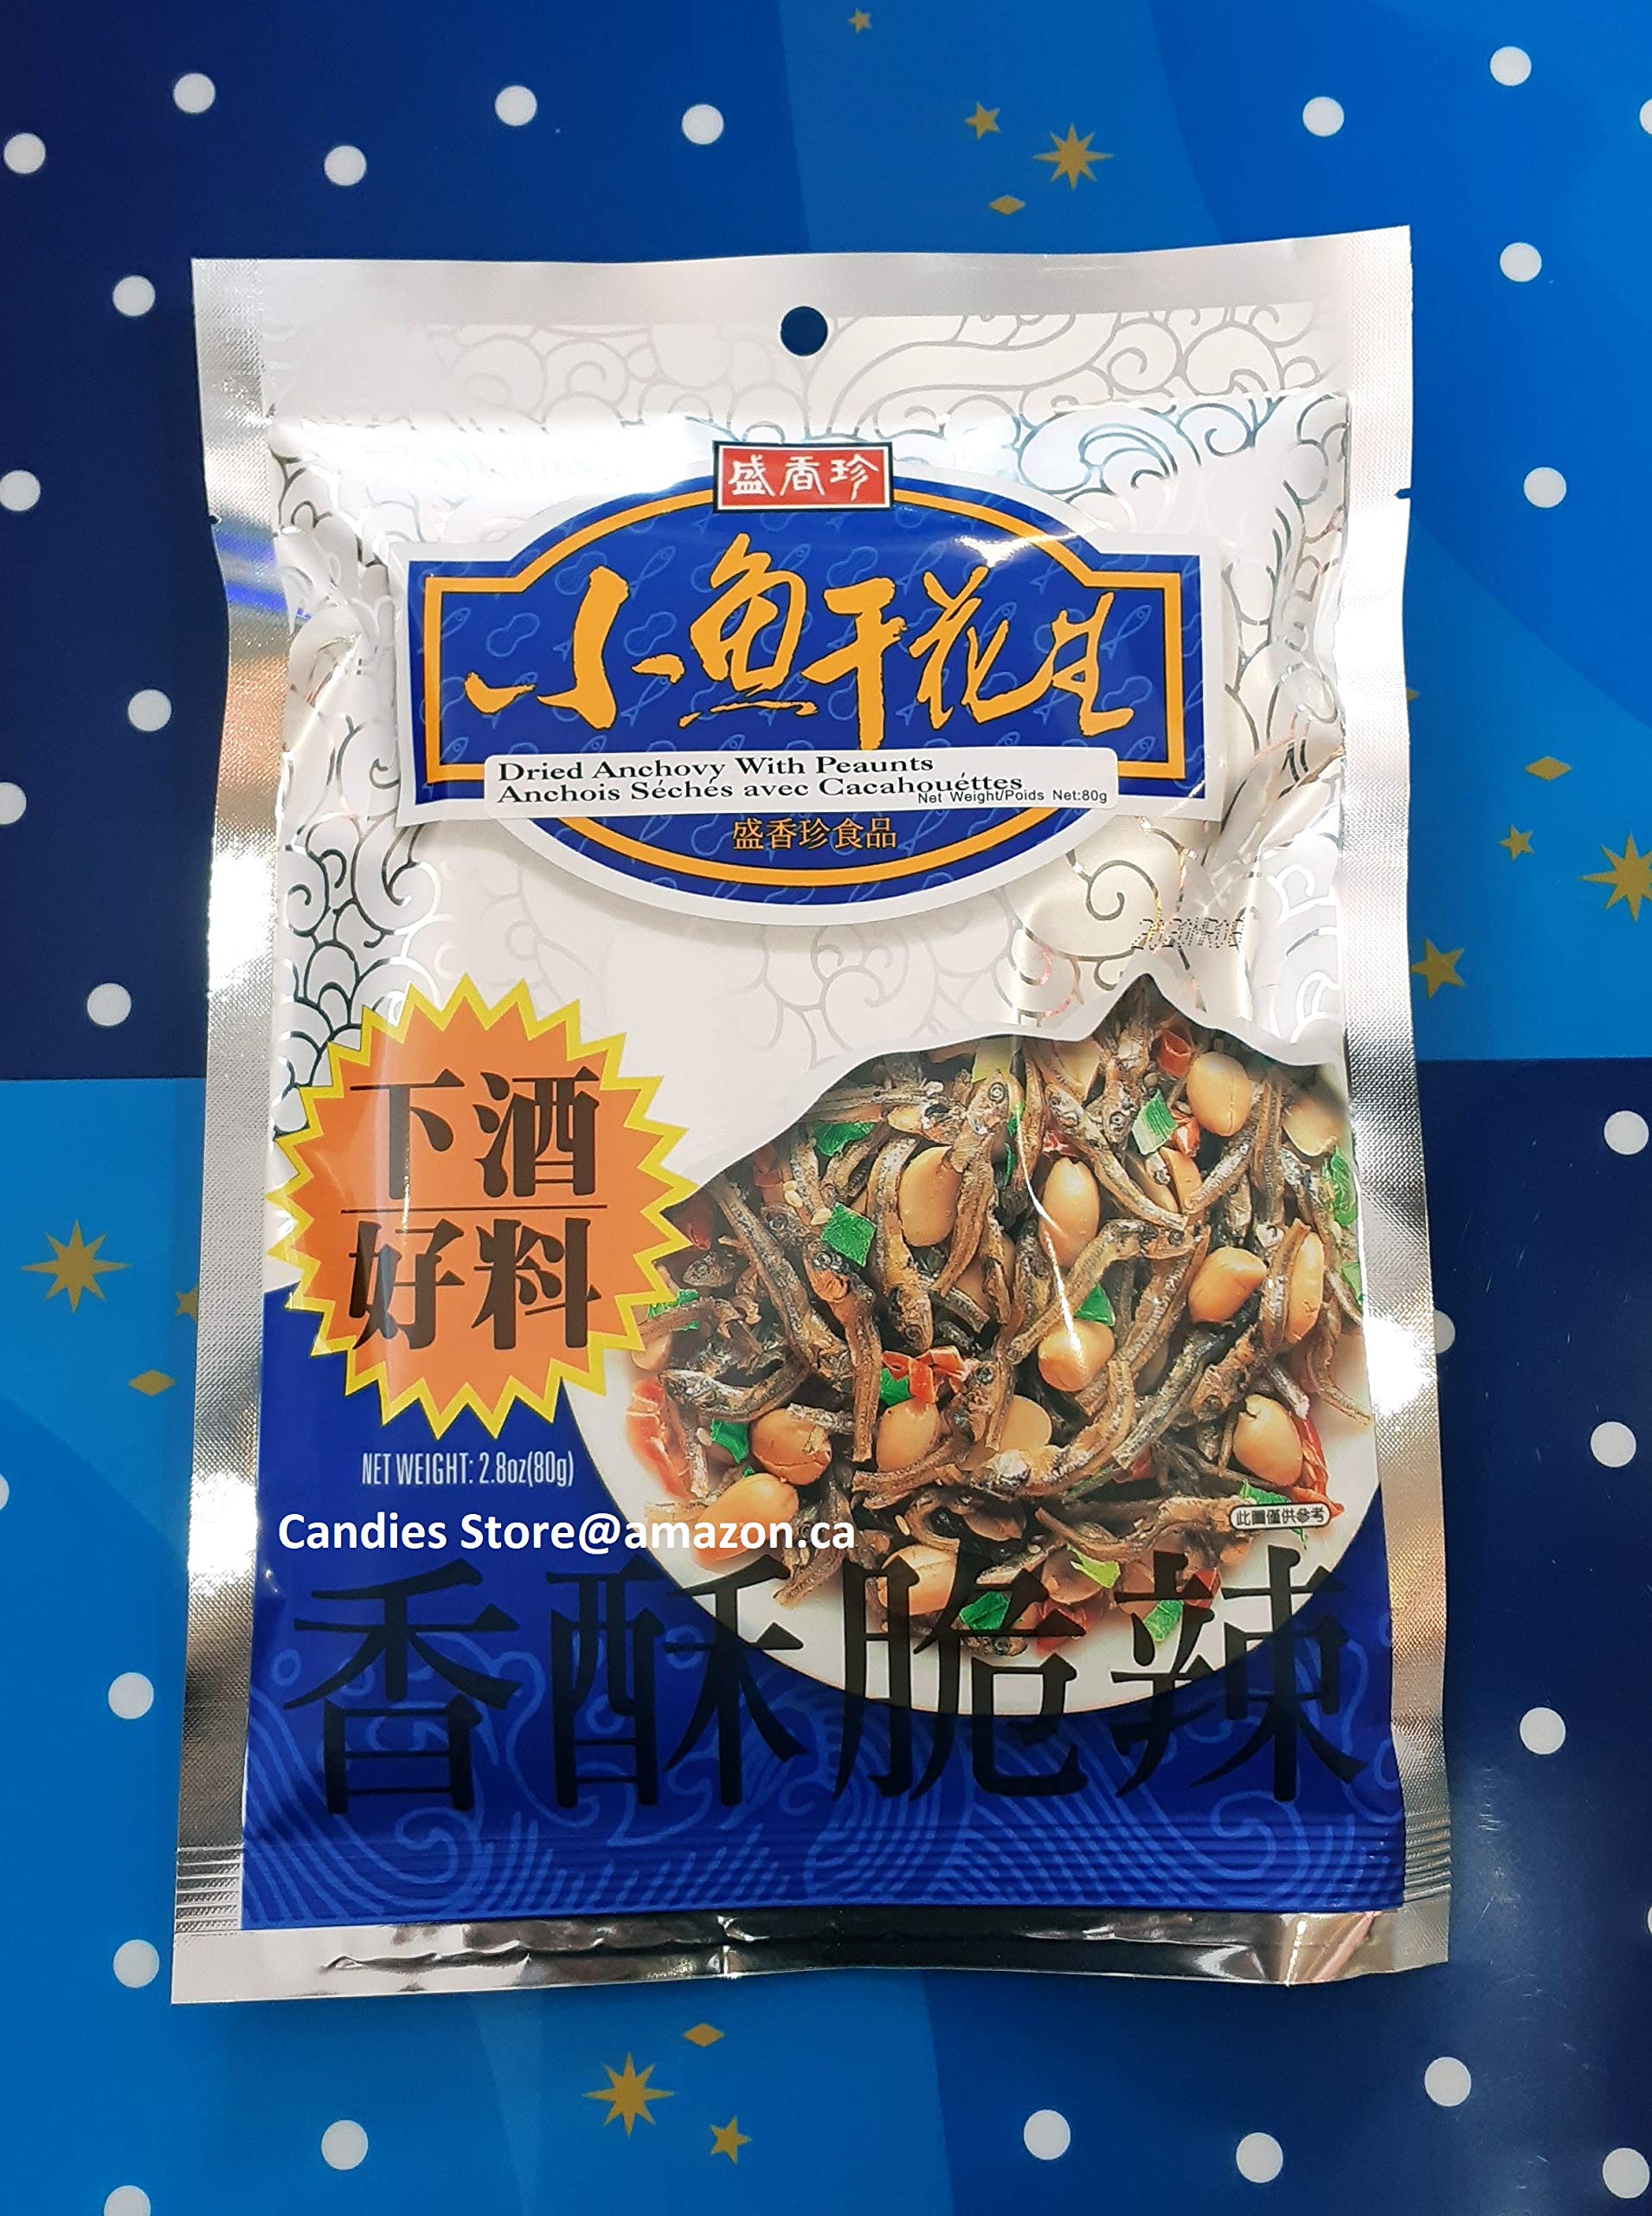 盛香珍
小魚干花生
Dried Anchovy With Peaunts
Anchois Séchés avec Cacahouéttes
Net Weight/Poids Net:80g
盛香珍食品
下酒
好料
NET WEIGHT: 2.8oz(80g)
Candies Store@amazon.ca
此圖僅供參考
香酥脆辣